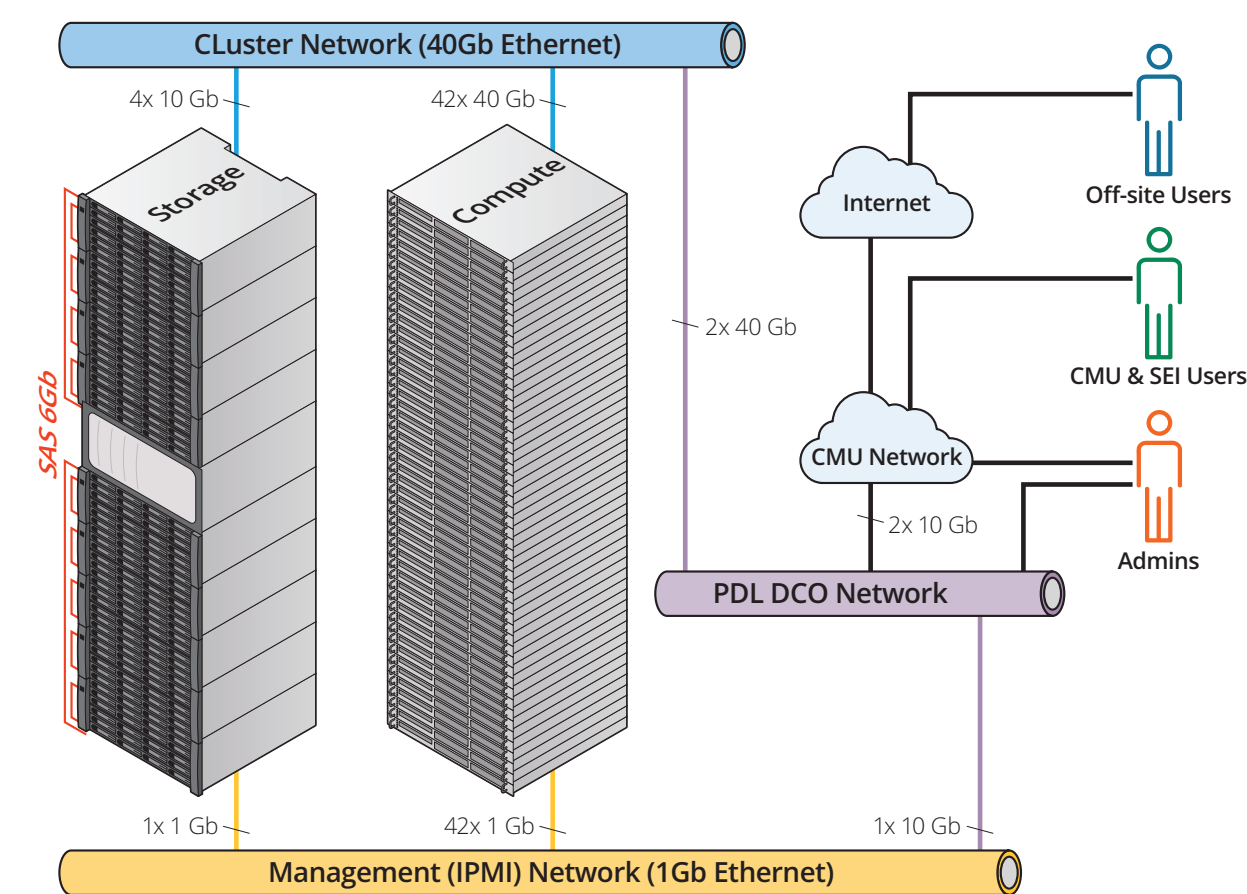 CLuster Network (40Gb Ethernet)
4x 10 Gb
42x 40 Gb
Storage
Compute
SAS 6Gb
2x 40 Gb
Internet
Off-site Users
CMU & SEI Users
CMU Network
2x 10 Gb
Admins
PDL DCO Network
1x 1 Gb
42x 1 Gb
1x 10 Gb
Management (IPMI) Network (1Gb Ethernet)